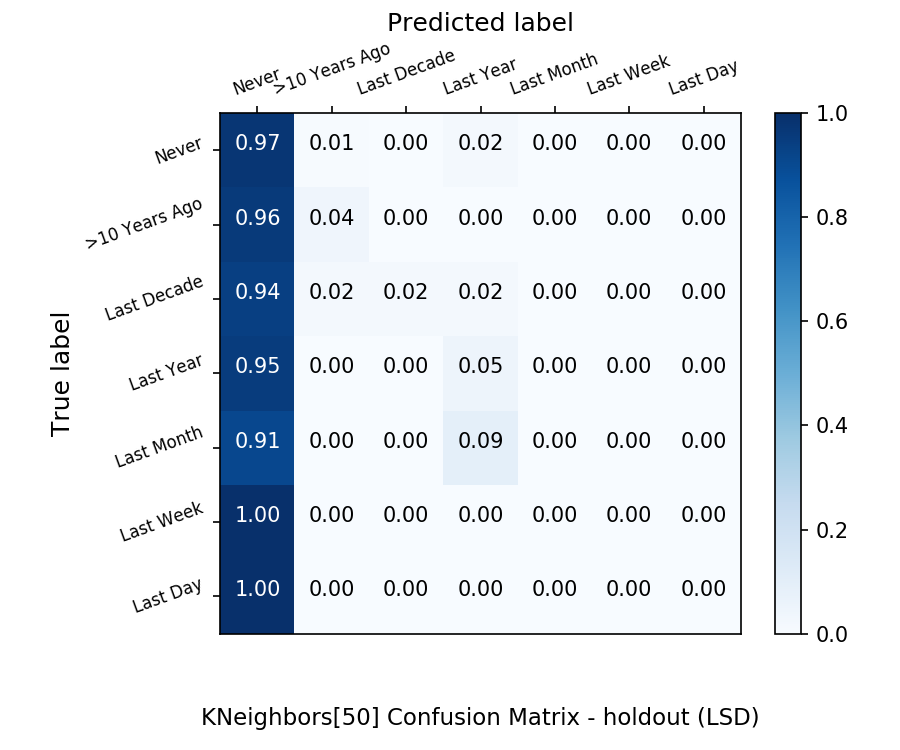 Predicted label
Never >10 Years Ago Last Decade Last Year Last Month Last Week Last Day
True label
Never 0.97 0.01 0.00 0.02 0.00 0.00 0.00
>10 Years Ago 0.96 0.04 0.00 0.00 0.00 0.00 0.00
Last Decade 0.94 0.02 0.02 0.02 0.00 0.00 0.00
Last Year 0.95 0.00 0.00 0.05 0.00 0.00 0.00
Last Month 0.91 0.00 0.00 0.09 0.00 0.00 0.00
Last Week 1.00 0.00 0.00 0.00 0.00 0.00 0.00
Last Day 1.00 0.00 0.00 0.00 0.00 0.00 0.00
1.0
0.8
0.6
0.4
0.2
0.0
KNeighbors[50] Confusion Matrix - holdout (LSD)